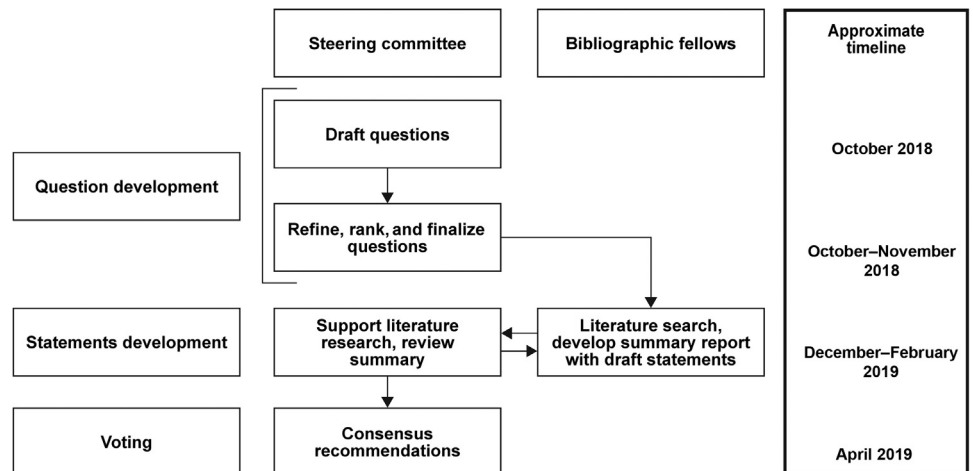 Steering committee
Bibliographic fellows
Approximate
timeline
Draft questions
October 2018
Question development
Refine, rank, and finalize
questions
October–November
2018
Statements development
Support literature
research, review
summary
Literature search,
develop summary report
with draft statements
December–February
2019
Voting
Consensus
recommendations
April 2019